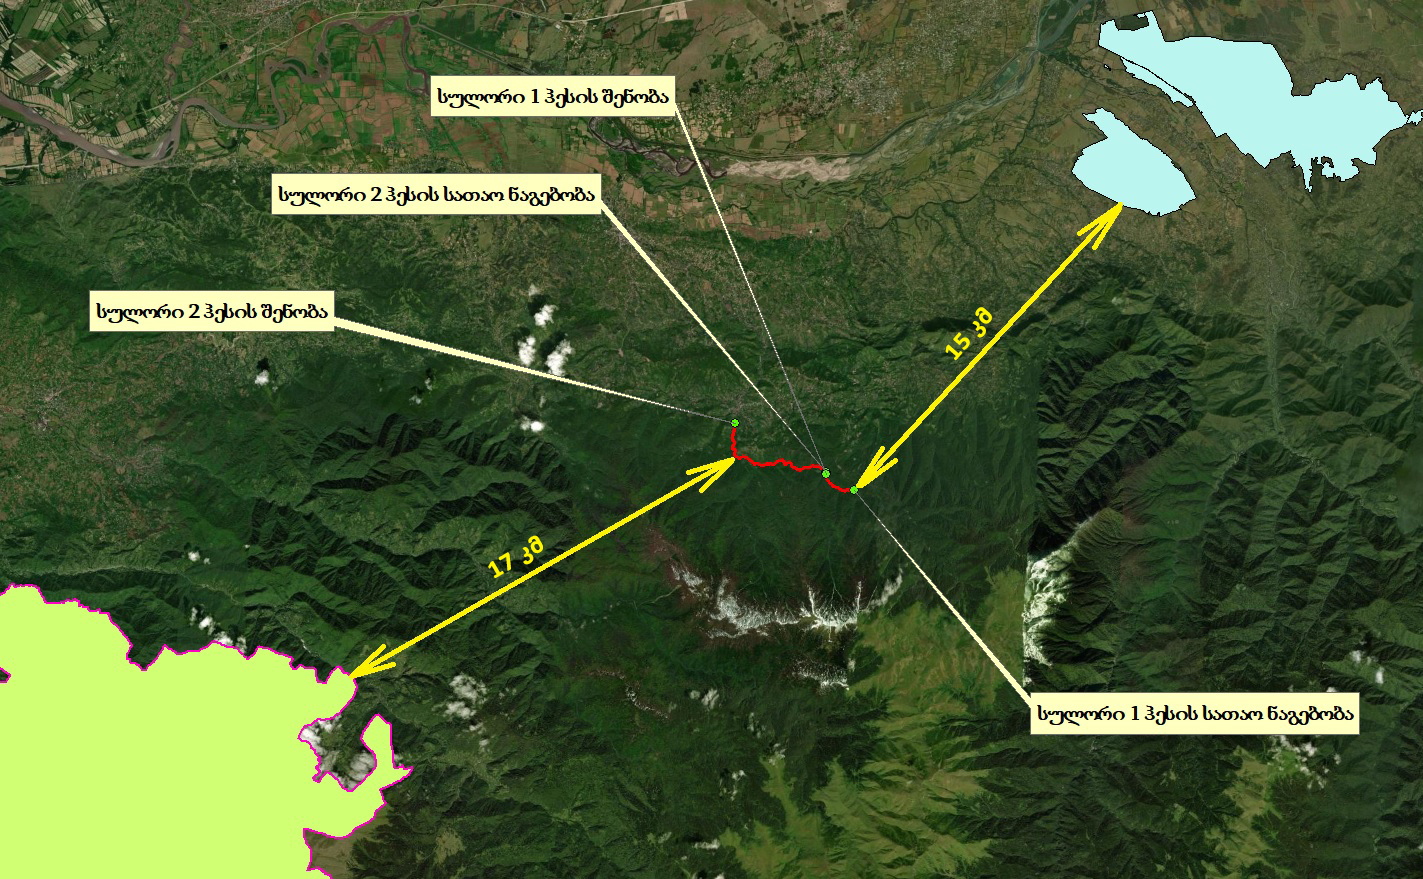 სულორი 1 ჰესის შენობა
სულორი 2 ჰესის სათაო ნაგებობა
სულორი 2 ჰესის შენობა
15 კმ
17 კმ
სულორი 1 ჰესის სათაო ნაგებობა